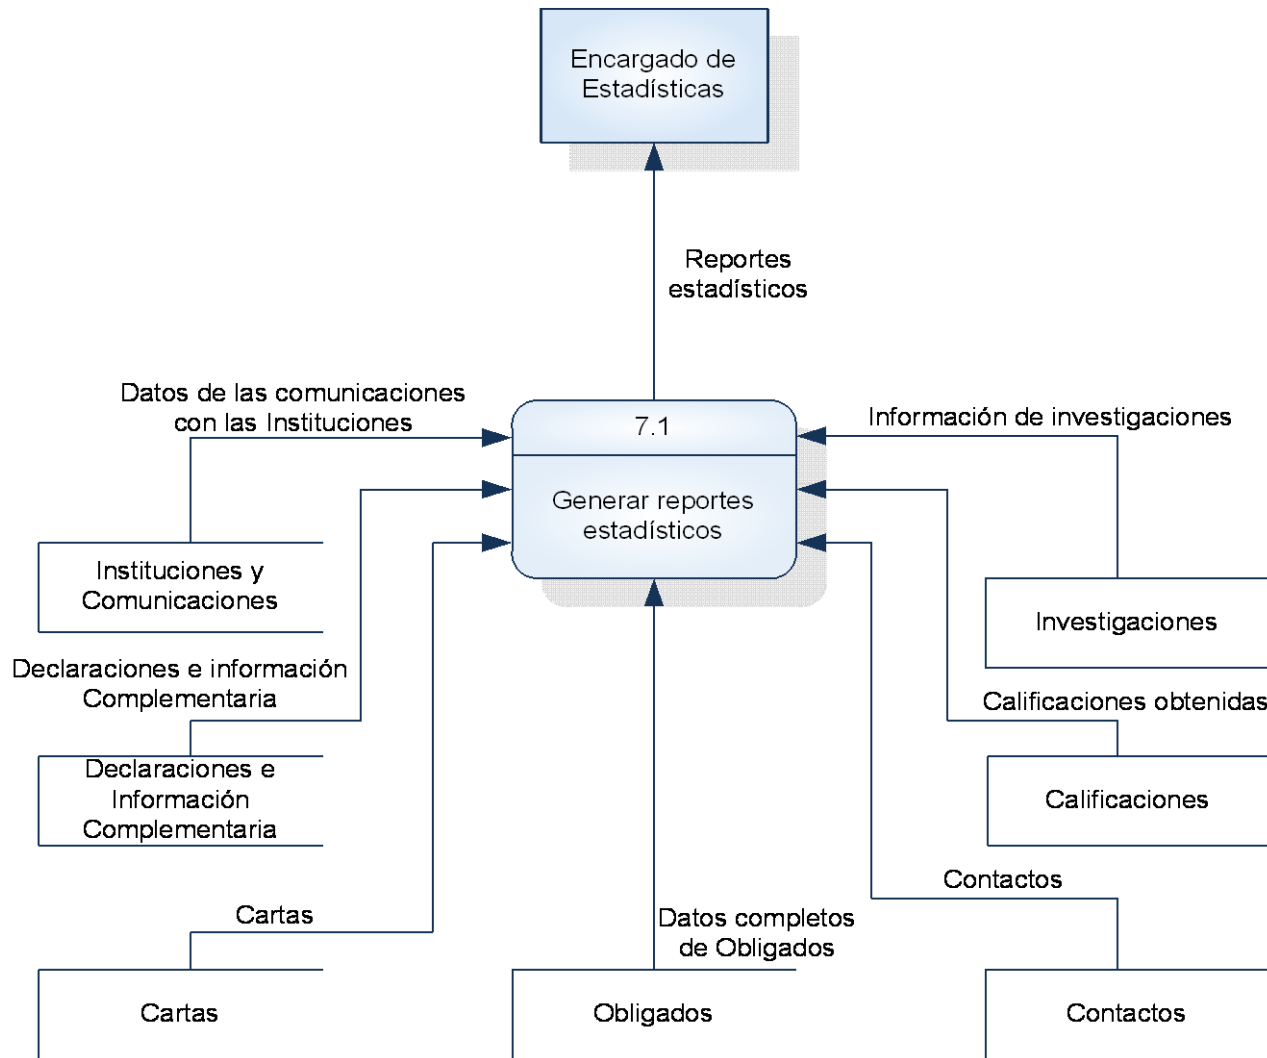 Encargado de
Estadísticas
Reportes
estadísticos
Datos de las comunicaciones
con las Instituciones
7.1
Información de investigaciones
Generar reportes
estadísticos
Instituciones y
Comunicaciones
Investigaciones
Declaraciones e información
Complementaria
Calificaciones obtenidas
Declaraciones e
Información
Complementaria
Calificaciones
Contactos
Cartas
Datos completos
de Obligados
Cartas
Obligados
Contactos